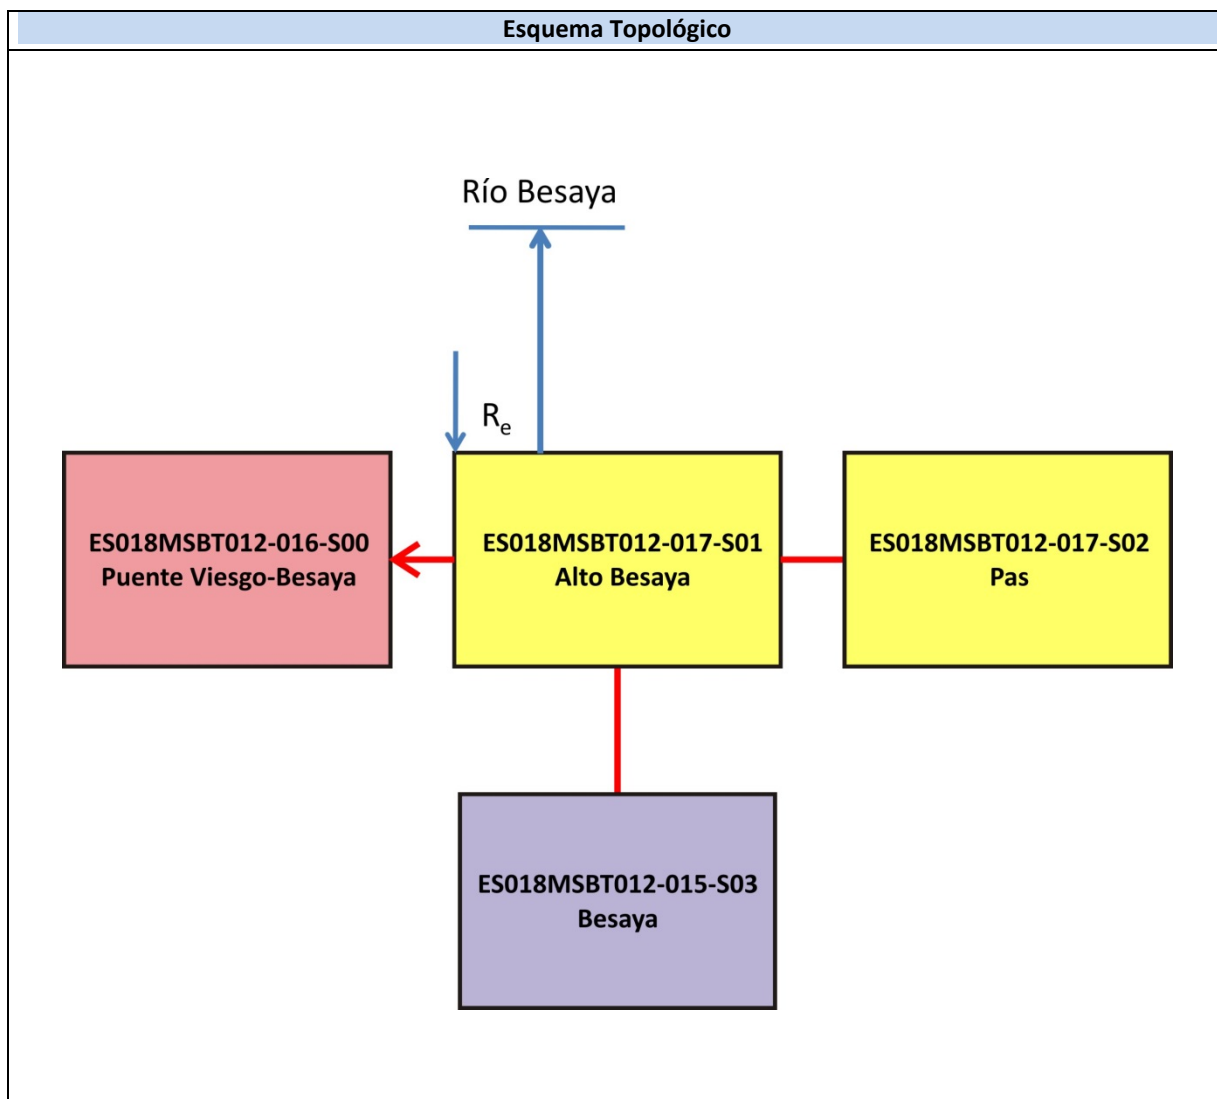 Esquema Topológico
Río Besaya
Re
ES018MSBT012-016-S00
Puente Viesgo-Besaya
ES018MSBT012-017-S01
Alto Besaya
ES018MSBT012-017-S02
Pas
ES018MSBT012-015-S03
Besaya